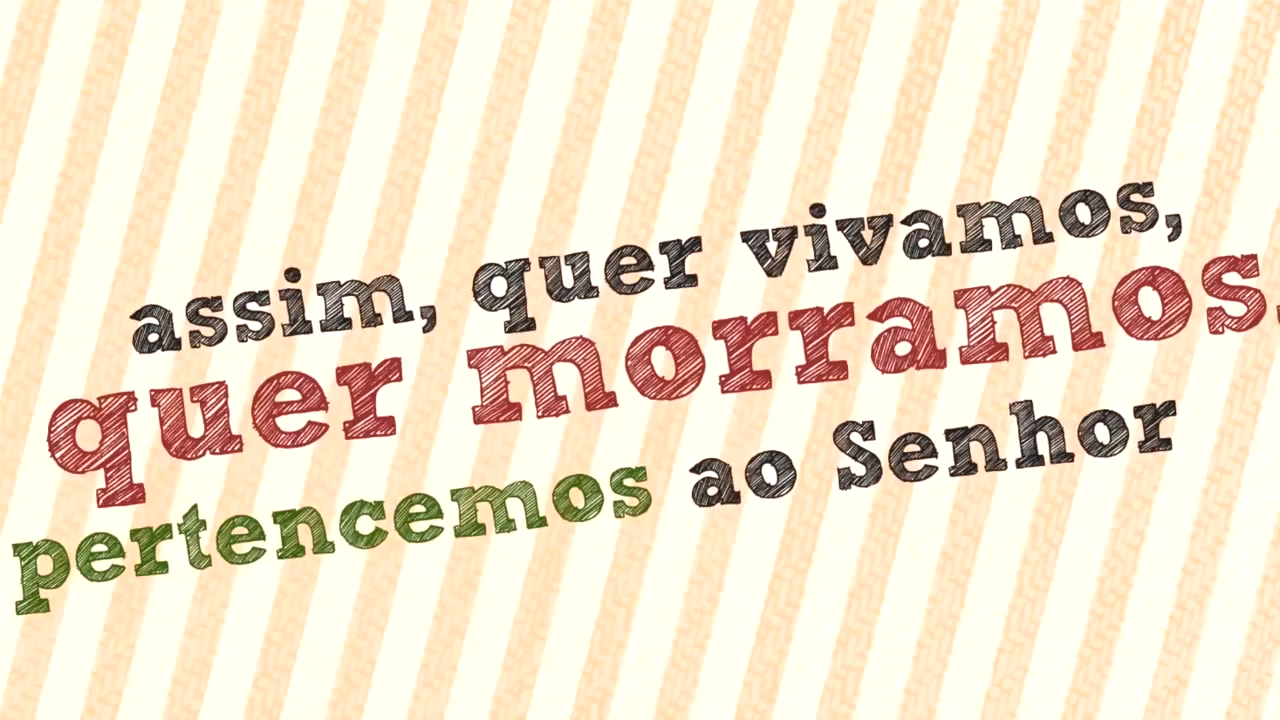 assim, quer vivamos,
quer morramos,
pertencemos ao Senhor